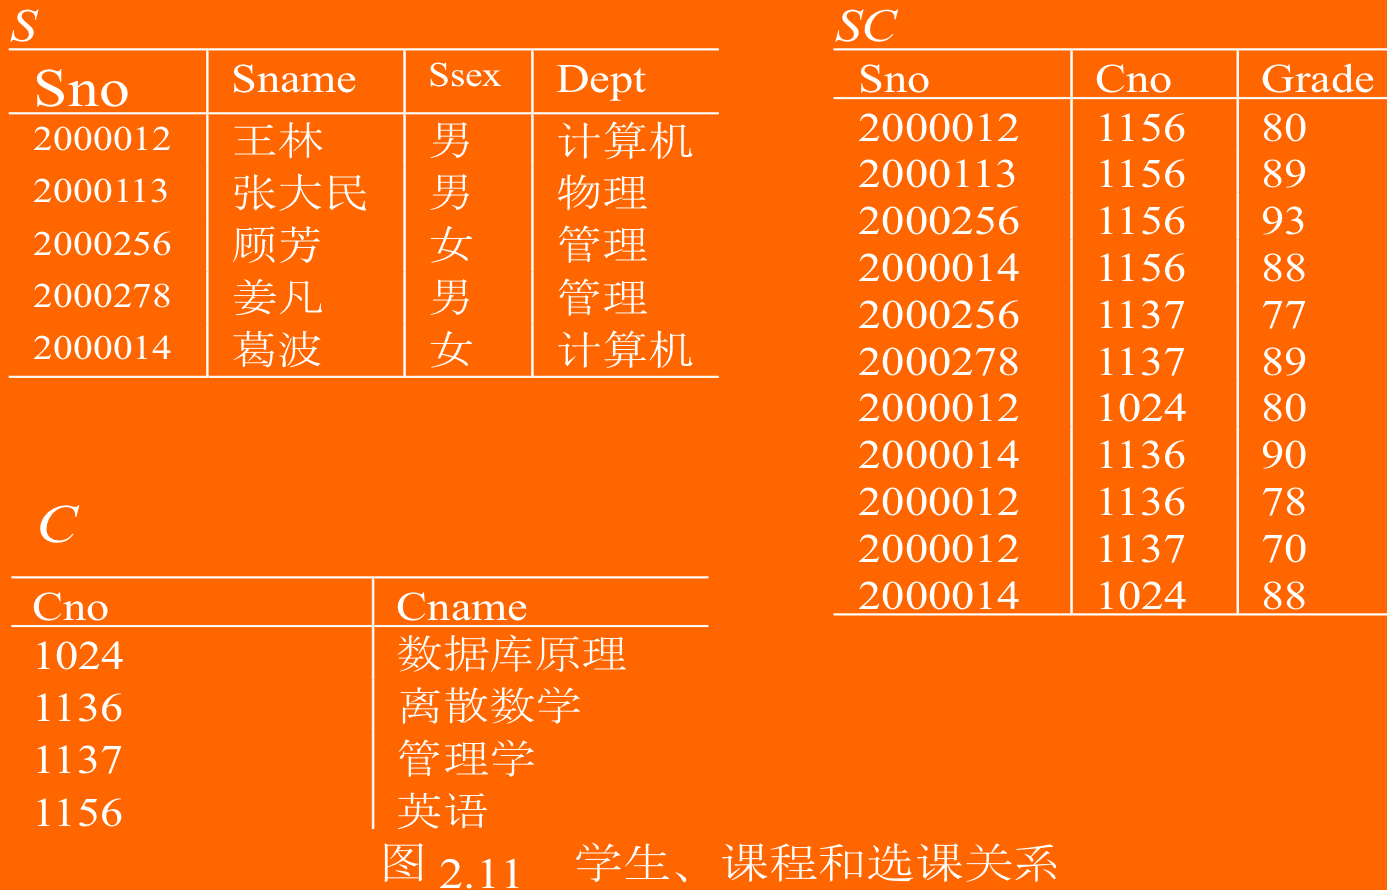 S
Sno Sname Ssex Dept
2000012 王林 男 计算机
2000113 张大民 男 物理
2000256 顾芳 女 管理
2000278 姜凡 男 管理
2000014 葛波 女 计算机
SC
Sno Cno Grade
2000012 1156 80
2000113 1156 89
2000256 1156 93
2000014 1156 88
2000256 1137 77
2000278 1137 89
2000012 1024 80
2000014 1136 90
2000012 1136 78
2000012 1137 70
2000014 1024 88
C
Cno Cname
1024 数据库原理
1136 离散数学
1137 管理学
1156 英语
图 2.11 学生、课程和选课关系